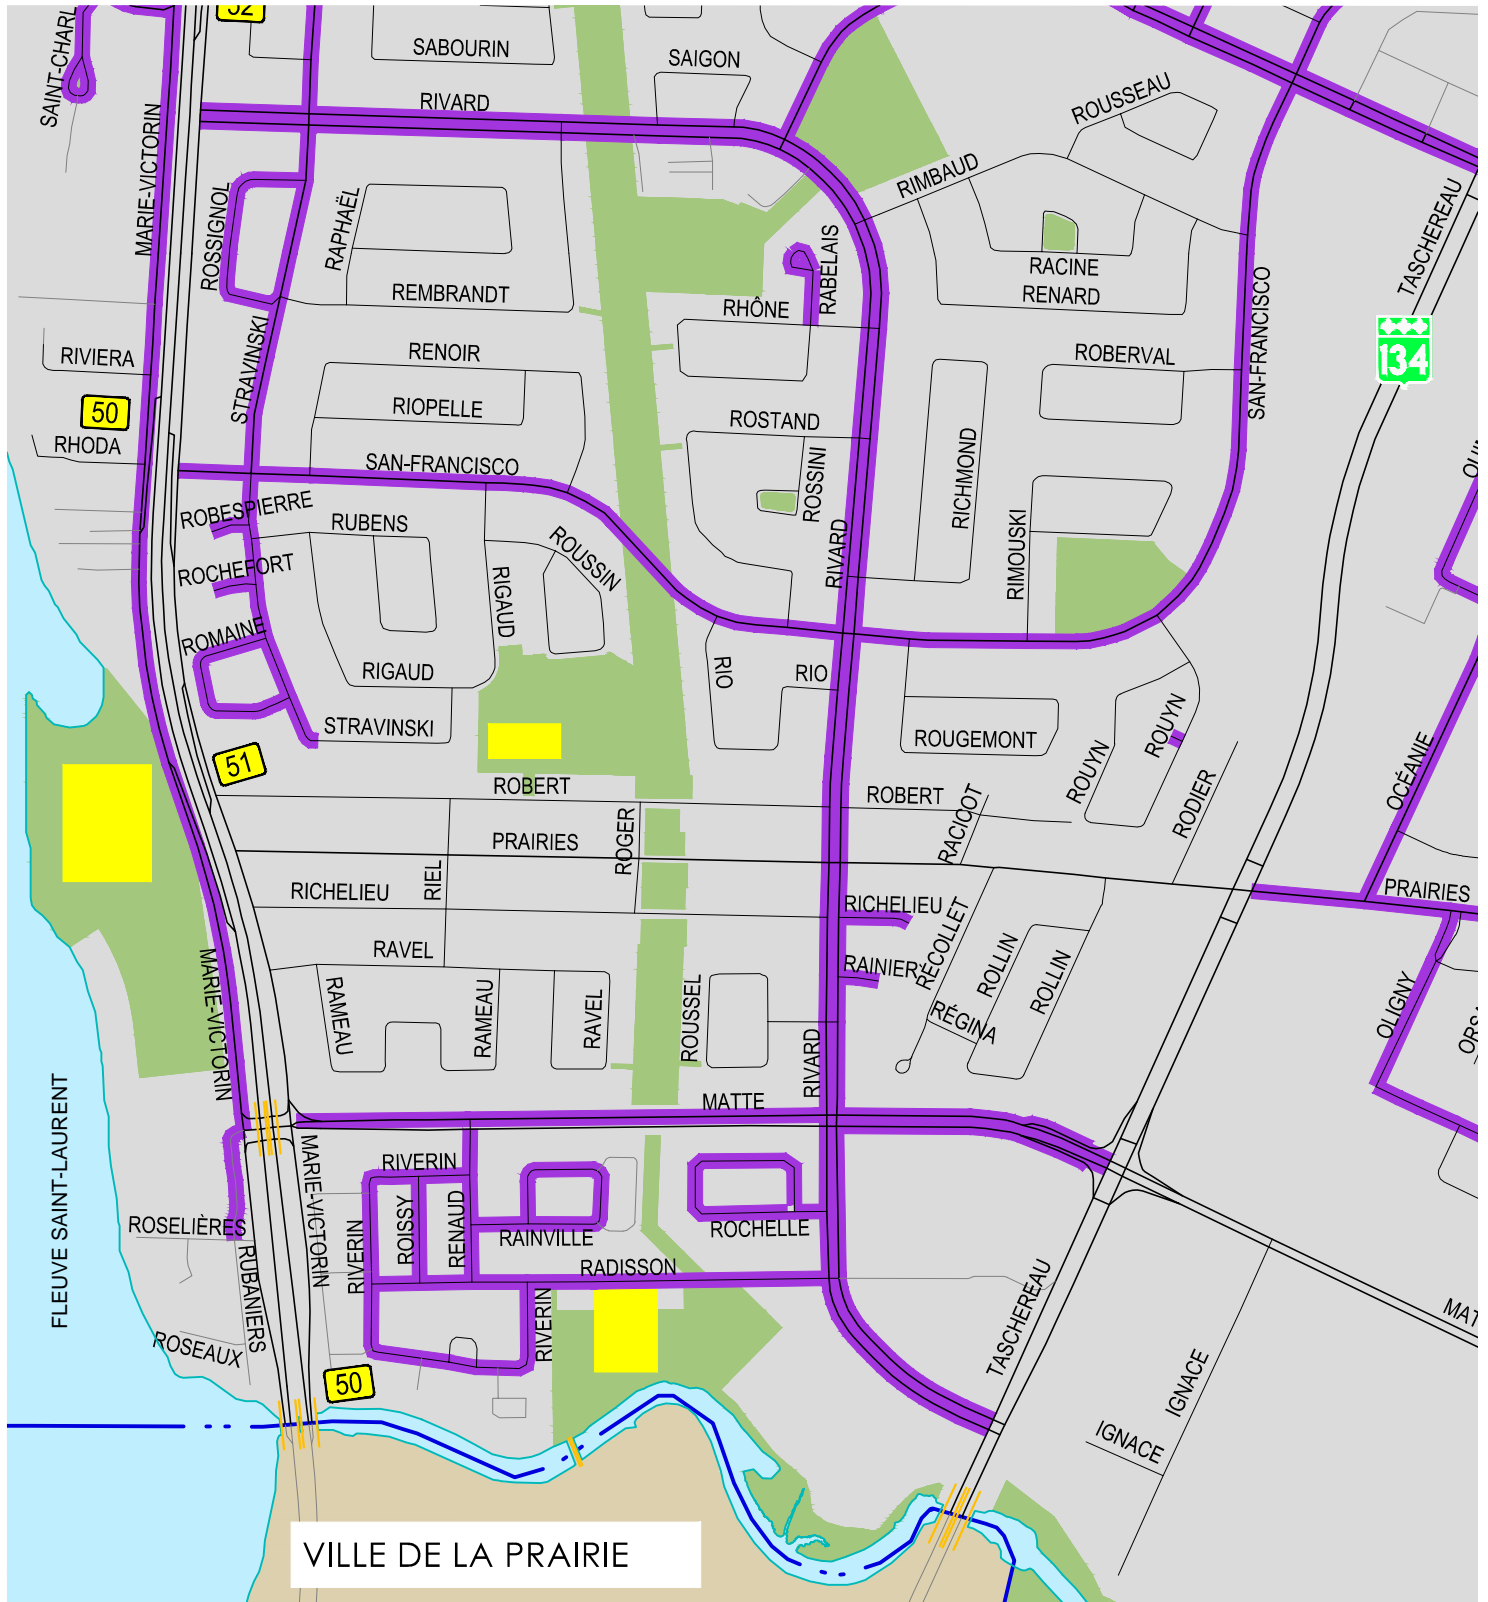 52
SABOURIN
SAIGON
RIVARD
ROUSSEAU
MARIE-VICTORIN
RIMBAUD
ROSSIGNOL
RAPHAËL
TASCHEREAU
RABELAIS
RACINE
RENARD
REMBRANDT
RHÔNE
SAN-FRANCISCO
134
STRAVINSKI
RIVIERA
RENOIR
ROBERVAL
50
RIOPELLE
ROSTAND
RHODA
SAN-FRANCISCO
ROSSINI
RICHMOND
ROBESPIERRE
RUBENS
ROUSSIN
RIVARD
RIMOUSKI
ROCHEFORT
RIGAUD
ROMAINE
RIGAUD
RIO
RIO
STRAVINSKI
ROUGEMONT
ROUYN
ROUYN
OCÉANIE
51
ROBERT
ROBERT
RODIER
RACICOT
PRAIRIES
ROGER
RIEL
RICHELIEU
RICHELIEU
PRAIRIES
RAVEL
RAINIER
RÉCOLLET
ROLLIN
ROLLIN
MARIE-VICTORIN
RAMEAU
RAMEAU
RAVEL
ROUSSEL
RÉGINA
OLIGNY
RIVARD
MATTE
FLEUVE SAINT-LAURENT
MARIE-VICTORIN
RIVERIN
ROISSY
RENAUD
RIVERIN
ROSELIÈRES
RAINVILLE
ROCHELLE
RUBANIERS
RADISSON
RIVERIN
TASCHEREAU
ROSEAUX
50
IGNACE
IGNACE
VILLE DE LA PRAIRIE